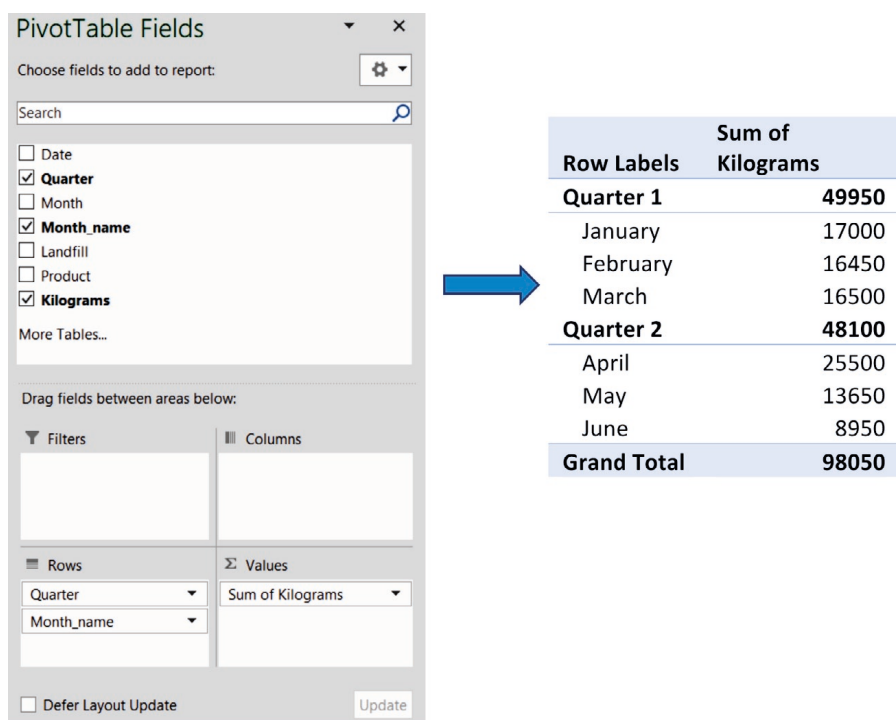 PivotTable Fields
Choose fields to add to report:
Search
Date
Quarter
Month
Month_name
Landfill
Product
Kilograms
More Tables...
Drag fields between areas below:
Filters
Columns
Rows
Σ Values
Quarter
Sum of Kilograms
Month_name
Defer Layout Update
Update
Sum of
Row Labels Kilograms
Quarter 1 49950
January 17000
February 16450
March 16500
Quarter 2 48100
April 25500
May 13650
June 8950
Grand Total 98050